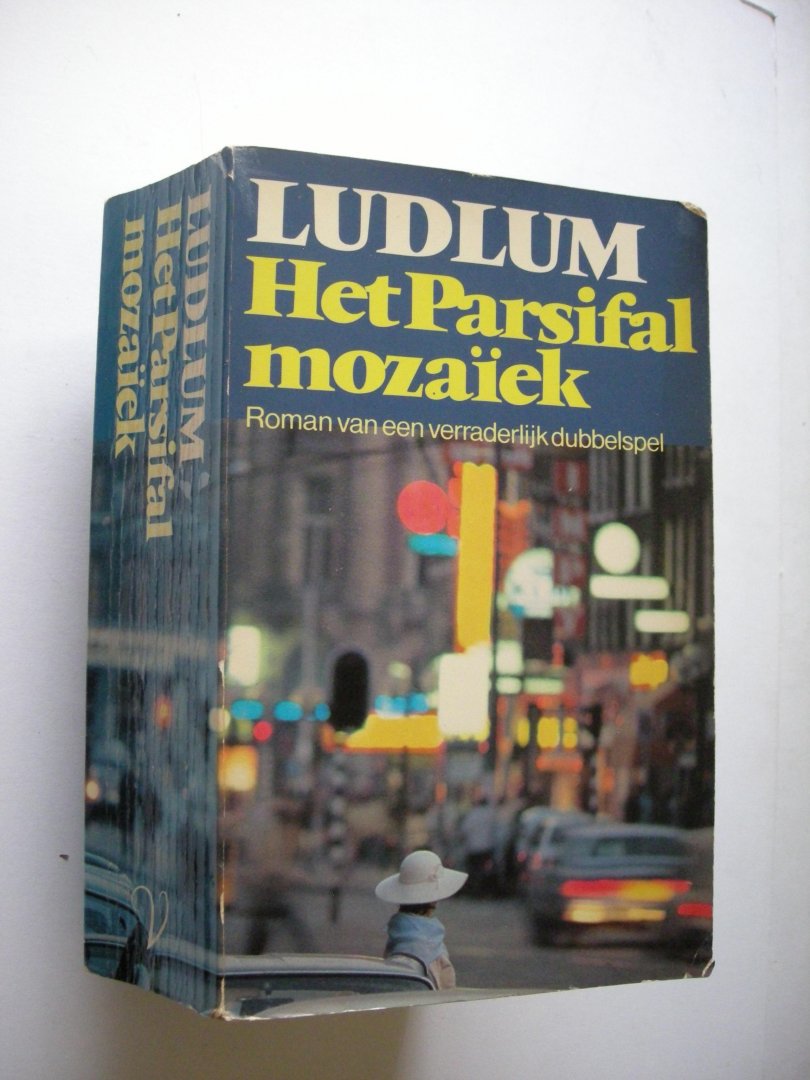 LUDLUM
Het Parsifal
mozaïek
Roman van een verraderlijk dubbelspel
LUDLUM
Het Parsifal
mozaïek